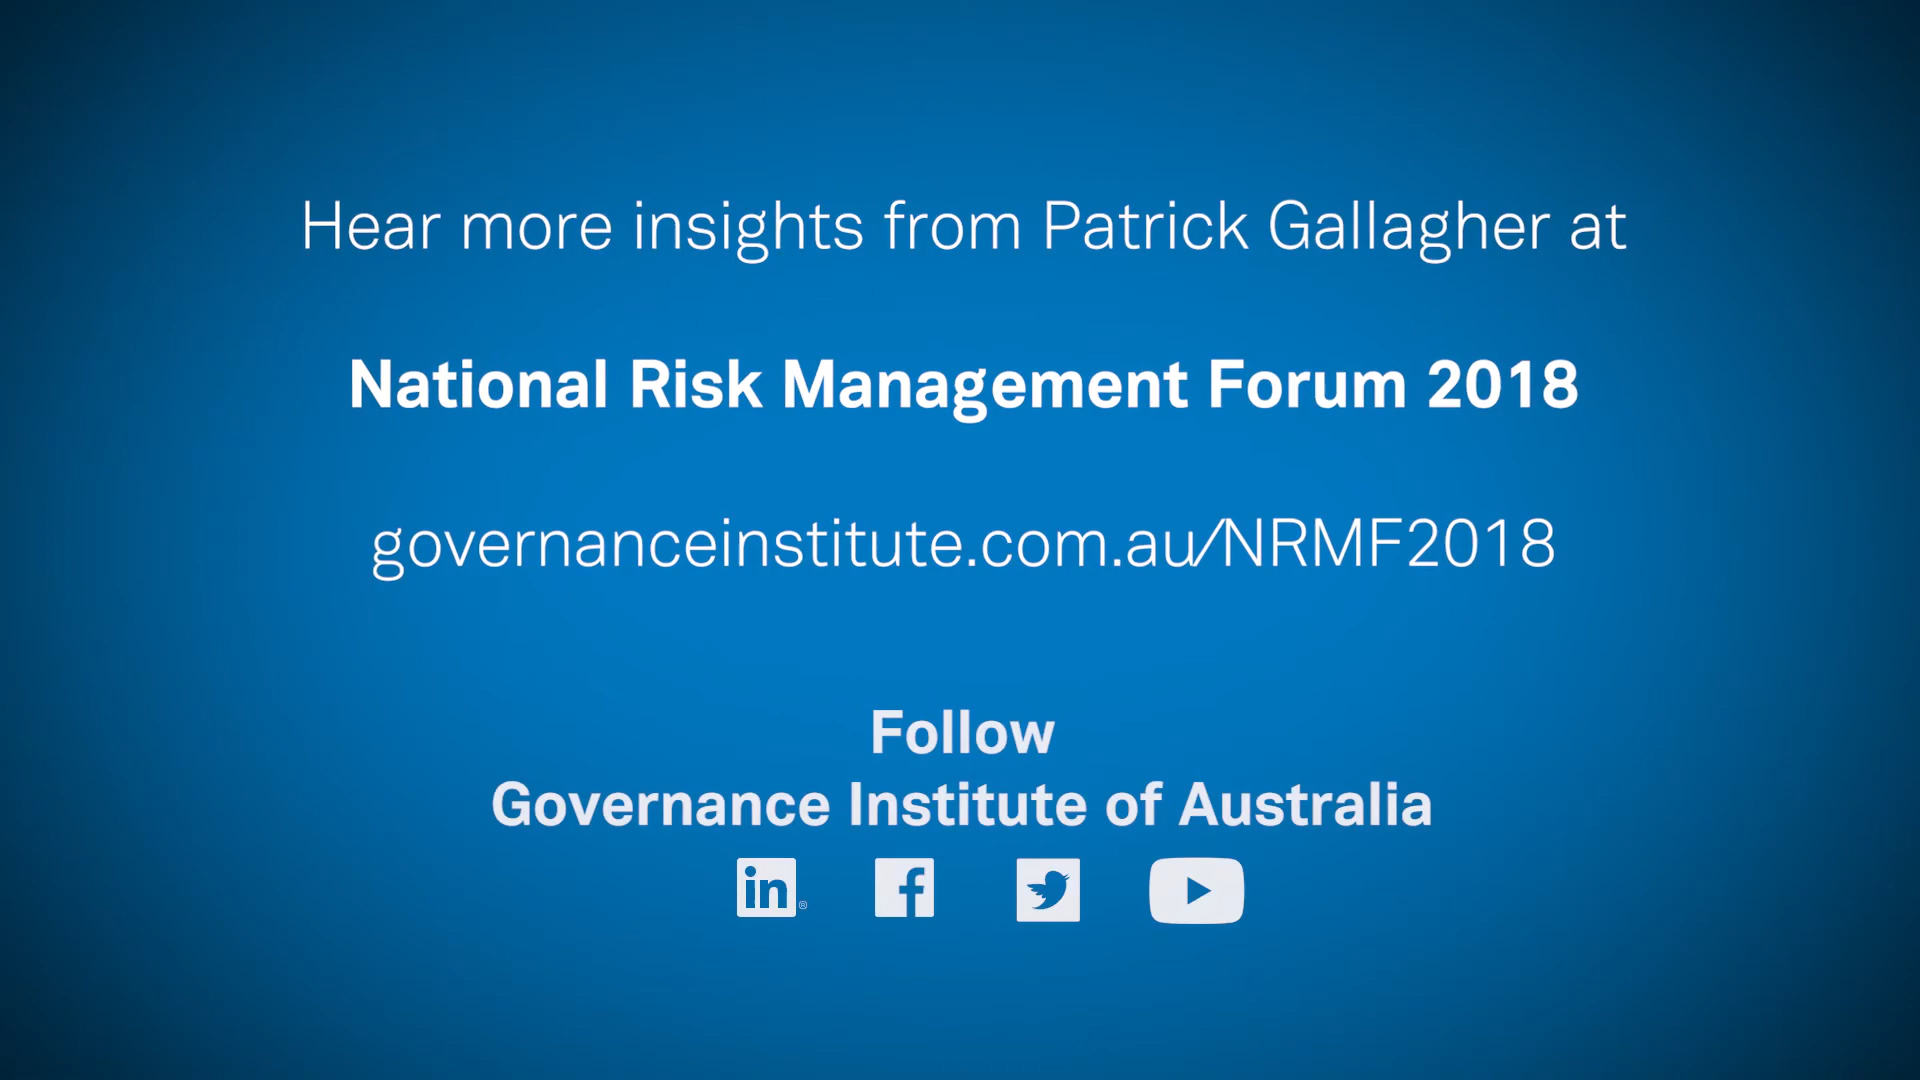 Hear more insights from Patrick Gallagher at
National Risk Management Forum 2018
governanceinstitute.com.au/NRMF2018
Follow
Governance Institute of Australia
in ®